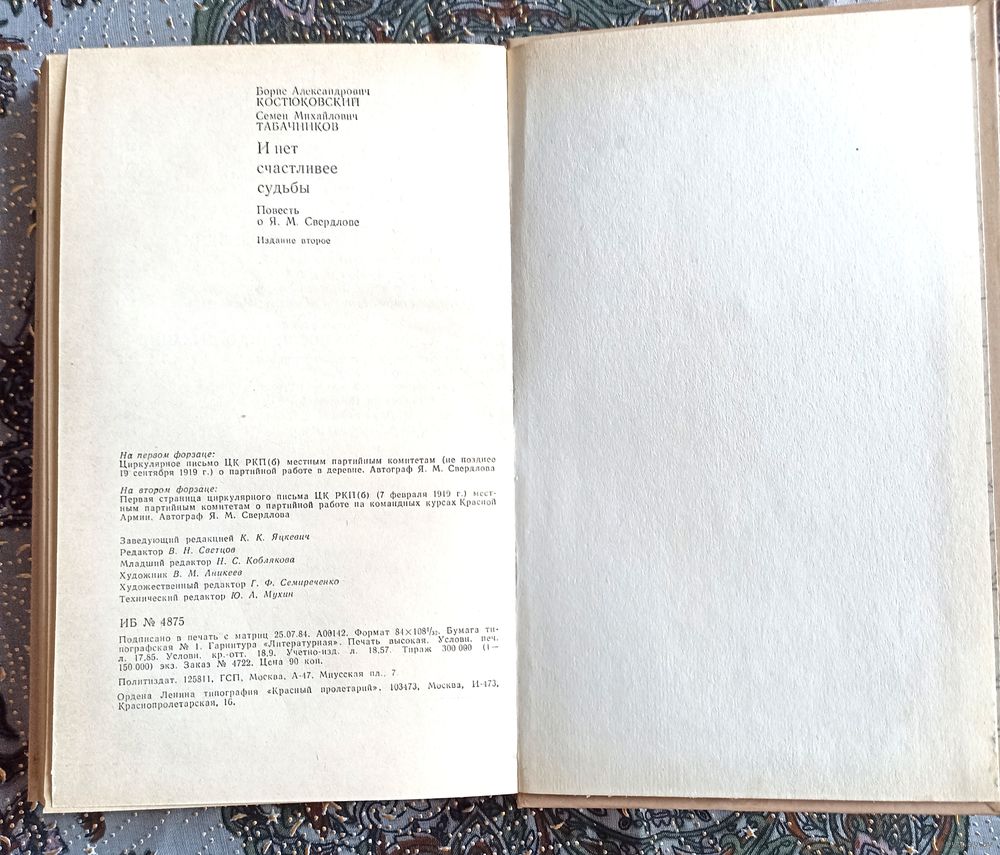 Борис Александрович
КОСТЮКОВСКИЙ
Семен Михайлович
ТАБАЧНИКОВ
И нет
счастливее
судьбы
Повесть
о Я. М. Свердлове
Издание второе
На первом форзаце:
Циркулярное письмо ЦК РКП(б) местным партийным комитетам (не позднее
19 сентября 1919 г.) о партийной работе в деревне. Автограф Я. М. Свердлова
На втором форзаце:
Первая страница циркулярного письма ЦК РКП(б) (7 февраля 1919 г.) мест-
ным партийным комитетам о партийной работе на командных курсах Красной
Армии. Автограф Я. М. Свердлова
Заведующий редакцией К. К. Яцкевич
Редактор В. Н. Светцов
Младший редактор Н. С. Коблякова
Художник В. М. Аникеев
Художественный редактор Г. Ф. Семиреченко
Технический редактор Ю. А. Мухин
ИБ № 4875
Подписано в печать с матриц 25.07.84. А00142. Формат 84×108¹/₃₂. Бумага ти-
пографская № 1. Гарнитура «Литературная». Печать высокая. Условн. печ.
л. 17,85. Условн. кр.-отт. 18,9. Учетно-изд. л. 18,57. Тираж 300 000 (1—
150 000) экз. Заказ № 4722. Цена 90 коп.
Политиздат. 125811, ГСП, Москва, А-47, Миусская пл., 7
Ордена Ленина типография «Красный пролетарий». 103473, Москва, И-473,
Краснопролетарская, 16.